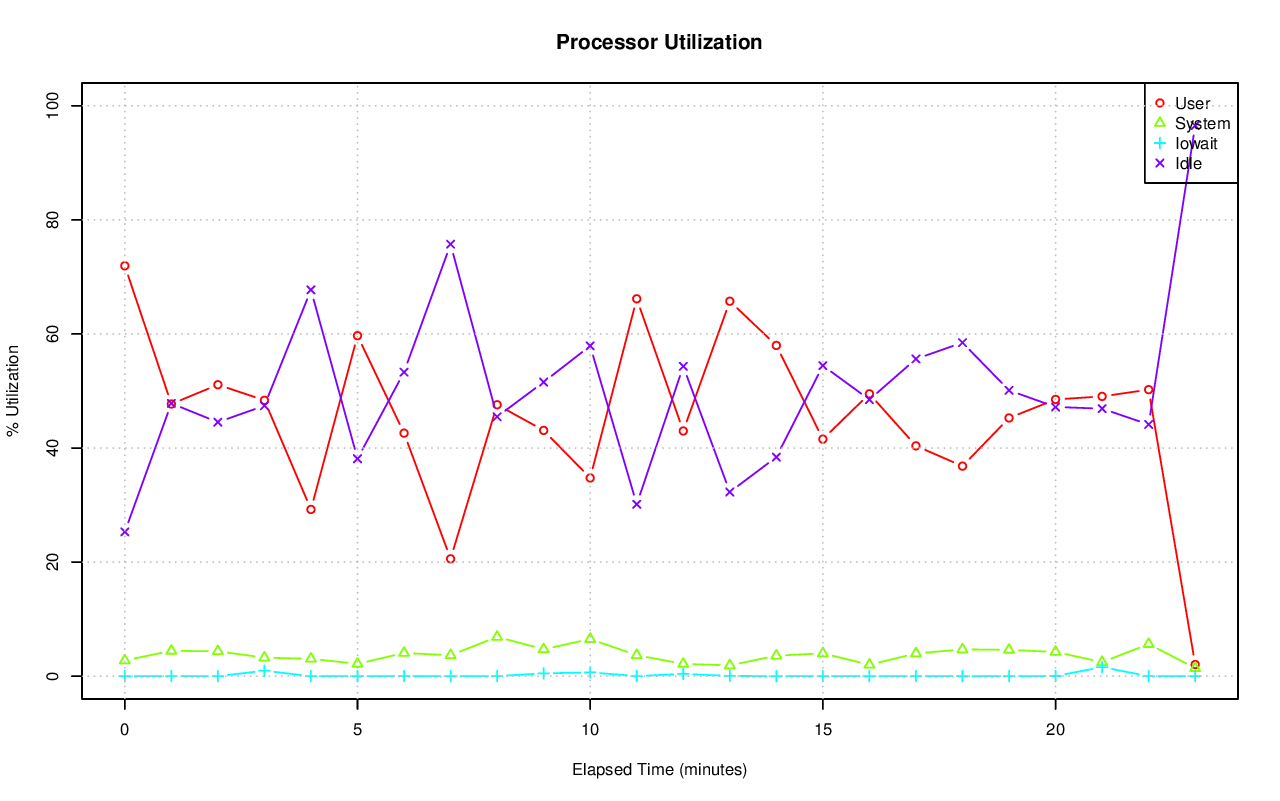 Processor Utilization
100
80
60
40
20
0
% Utilization
User
System
Iowait
Idle
0 5 10 15 20
Elapsed Time (minutes)